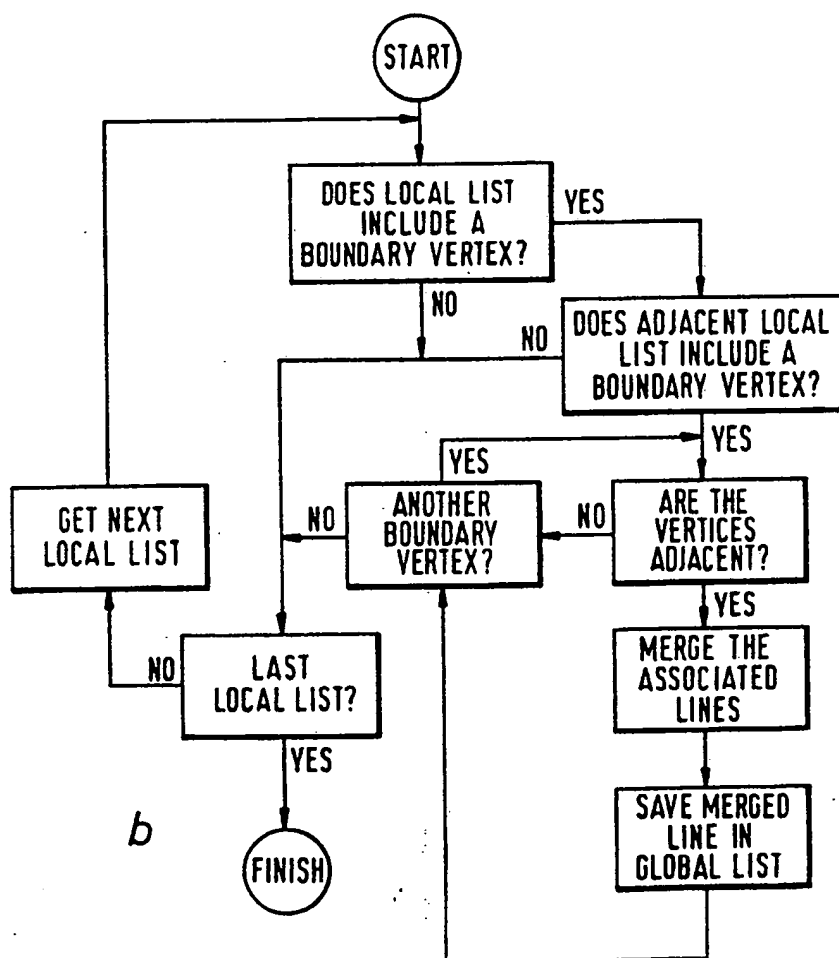 START
DOES LOCAL LIST
INCLUDE A
BOUNDARY VERTEX?
YES
NO
DOES ADJACENT LOCAL
LIST INCLUDE A
BOUNDARY VERTEX?
NO
YES
YES
ANOTHER
BOUNDARY
VERTEX?
NO
ARE THE
VERTICES
ADJACENT?
NO
YES
GET NEXT
LOCAL LIST
MERGE THE
ASSOCIATED
LINES
LAST
LOCAL LIST?
NO
YES
SAVE MERGED
LINE IN
GLOBAL LIST
b
FINISH